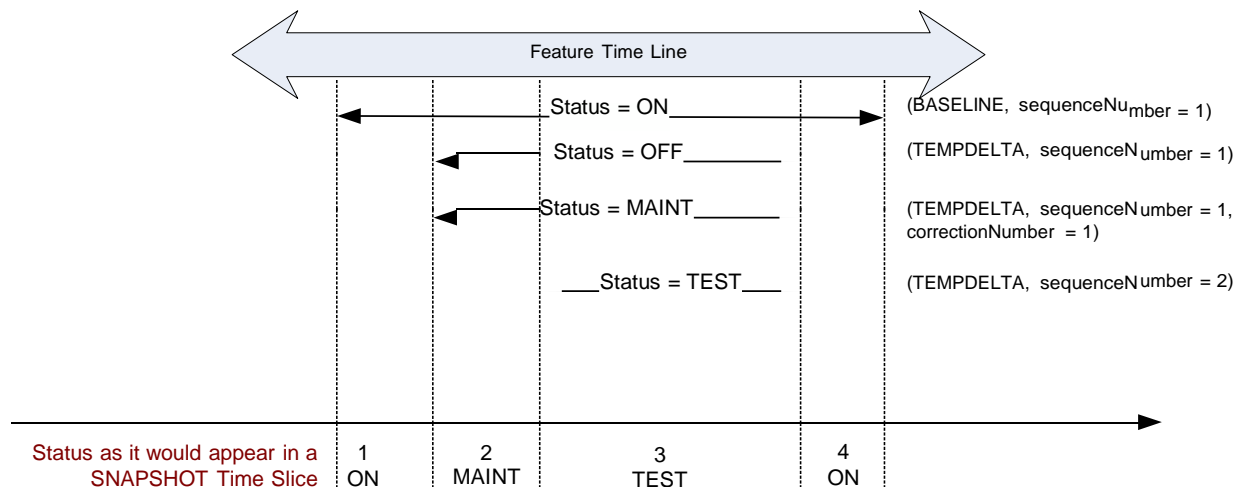 Feature Time Line
Status = ON
(BASELINE, sequenceNumber = 1)
Status = OFF
(TEMPDELTA, sequenceNumber = 1)
Status = MAINT
(TEMPDELTA, sequenceNumber = 1,
correctionNumber = 1)
Status = TEST
(TEMPDELTA, sequenceNumber = 2)
Status as it would appear in a
SNAPSHOT Time Slice
1
ON
2
MAINT
3
TEST
4
ON